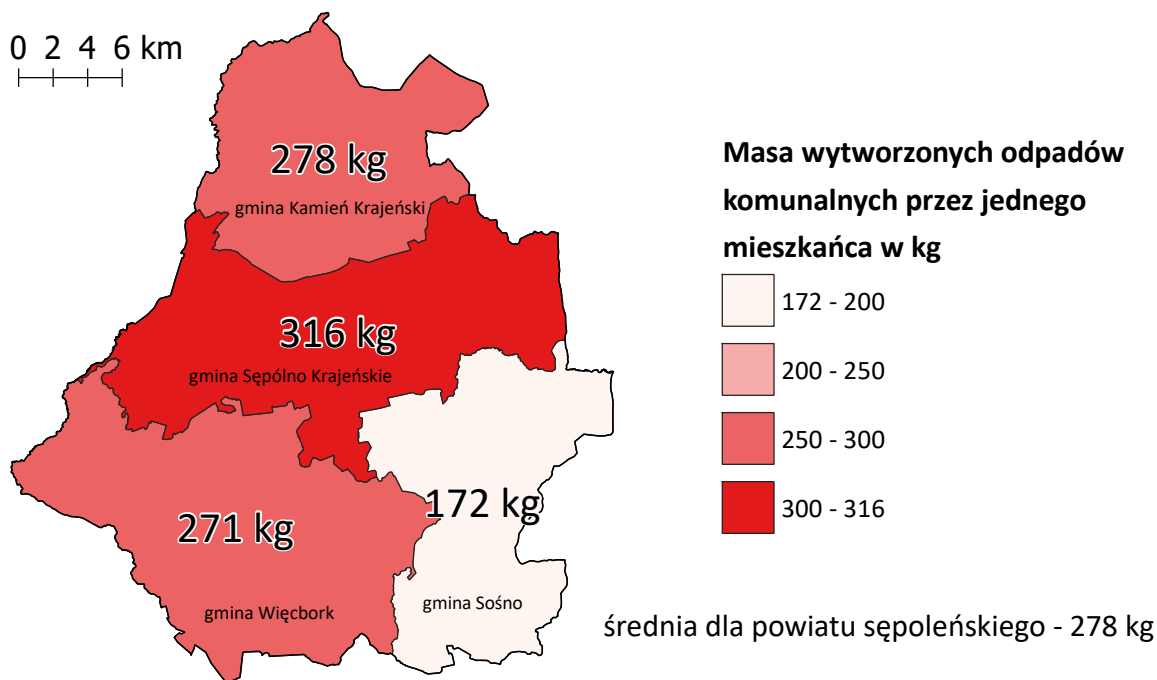 0 2 4 6 km
278 kg
gmina Kamień Krajeński
316 kg
gmina Sępólno Krajeńskie
271 kg
gmina Więcbork
172 kg
gmina Sośno
Masa wytworzonych odpadów
komunalnych przez jednego
mieszkańca w kg
172 - 200
200 - 250
250 - 300
300 - 316
średnia dla powiatu sępoleńskiego - 278 kg